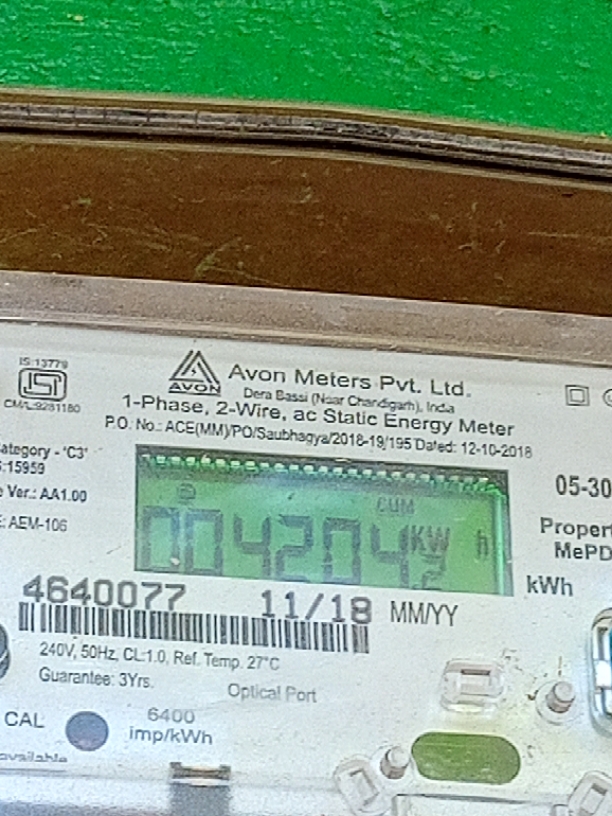 IS:13779
CM/L:9281180
AVON
Avon Meters Pvt. Ltd.
Dera Bassi (Near Chandigarh), India
1-Phase, 2-Wire, ac Static Energy Meter
P.O. No.: ACE(MM)/PO/Saubhagya/2018-19/195 Dated: 12-10-2018
ategory - 'C3'
:15959
Ver.: AA1.00
: AEM-106
CUM
004204 KW h
05-30
Proper
MePD
kWh
4640077 11/18 MM/YY
240V, 50Hz, CL:1.0, Ref. Temp. 27°C
Guarantee: 3Yrs.
Optical Port
CAL
6400
imp/kWh
available